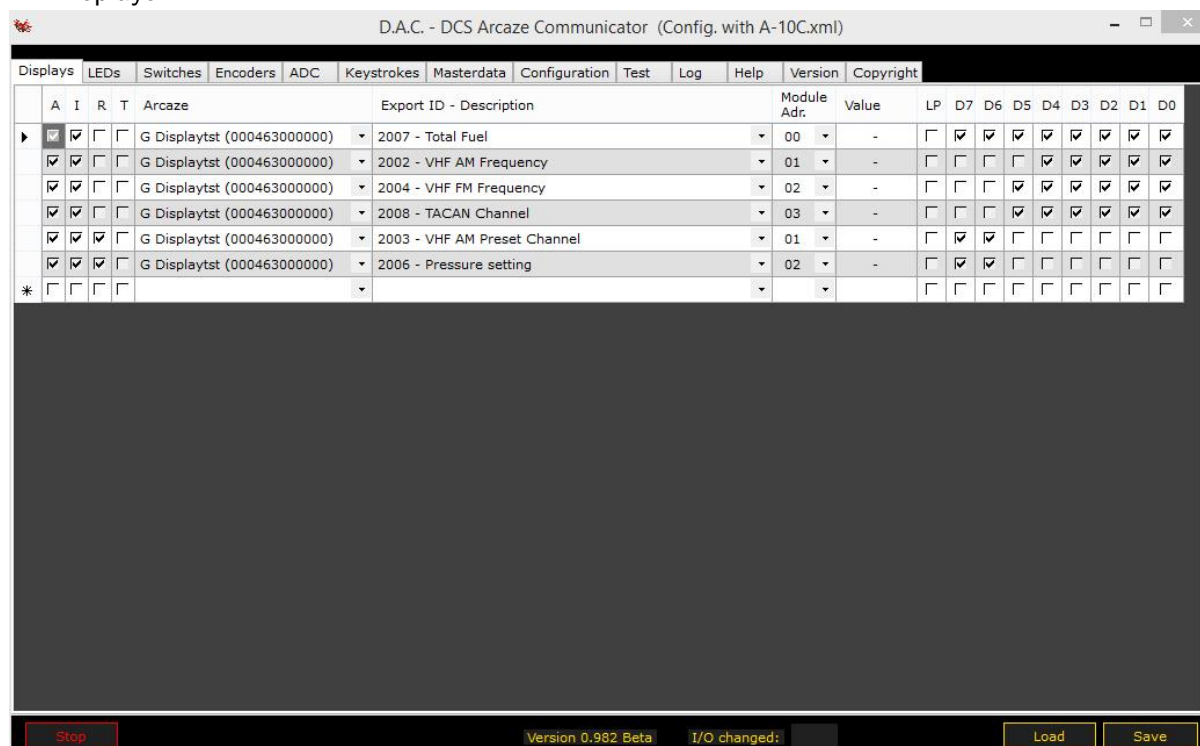 D.A.C. - DCS Arcaze Communicator (Config. with A-10C.xml)
Displays LEDs Switches Encoders ADC Keystrokes Masterdata Configuration Test Log Help Version Copyright
A I R T Arcaze Export ID - Description Module Adr. Value LP D7 D6 D5 D4 D3 D2 D1 D0
G Displaytst (000463000000) 2007 - Total Fuel 00 -
G Displaytst (000463000000) 2002 - VHF AM Frequency 01 -
G Displaytst (000463000000) 2004 - VHF FM Frequency 02 -
G Displaytst (000463000000) 2008 - TACAN Channel 03 -
G Displaytst (000463000000) 2003 - VHF AM Preset Channel 01 -
G Displaytst (000463000000) 2006 - Pressure setting 02 -
Stop Version 0.982 Beta I/O changed: Load Save